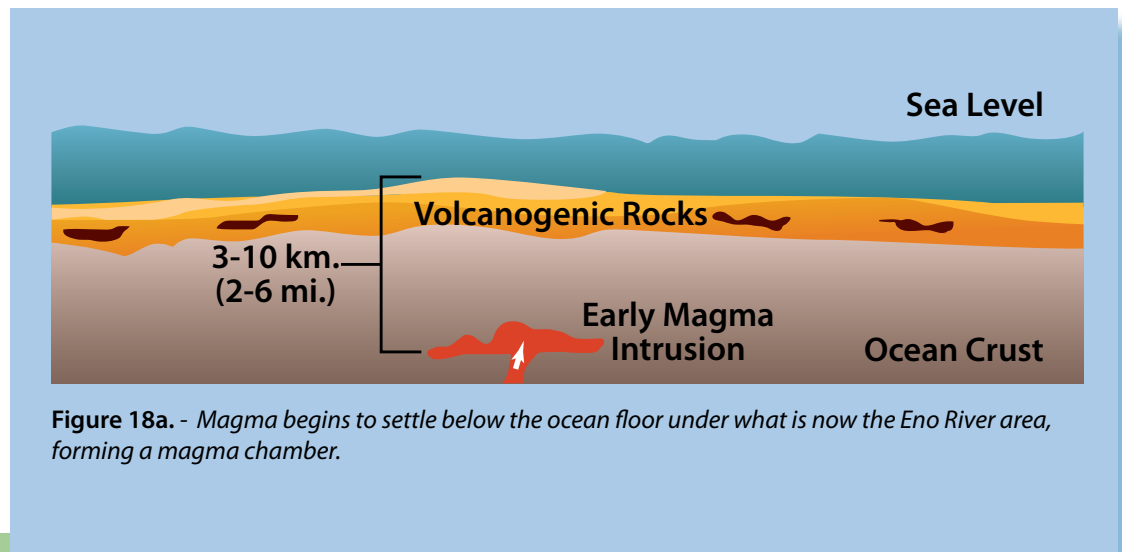 Sea Level
Volcanogenic Rocks
3-10 km.
(2-6 mi.)
Early Magma
Intrusion
Ocean Crust
Figure 18a. - Magma begins to settle below the ocean floor under what is now the Eno River area,
forming a magma chamber.